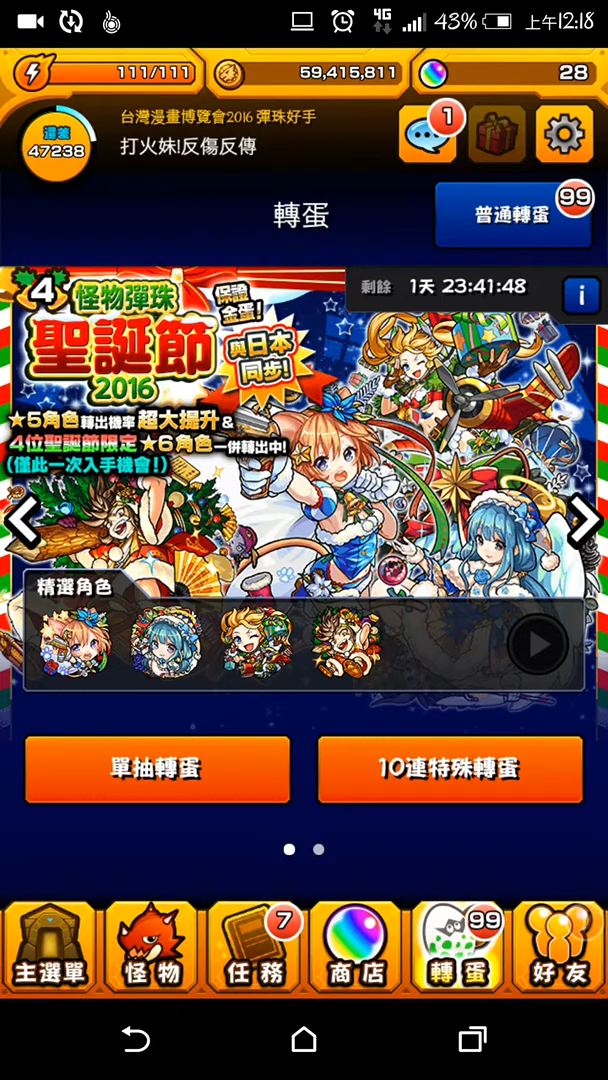 4G
43%
上午12:18
111/111
59,415,811
28
還差
47238
台灣漫畫博覽會2016 彈珠好手
打火妹!反傷反傳
1
轉蛋
普通轉蛋
99
剩餘 1天 23:41:48
i
4
怪物彈珠
聖誕節
2016
保證
金蛋!
與日本
同步!
★5角色轉出機率 超大提升&
4位聖誕節限定 ★6角色一併轉出中!
(僅此一次入手機會!)
精選角色
單抽轉蛋
10連特殊轉蛋
主選單
怪物
7
任務
商店
99
轉蛋
好友